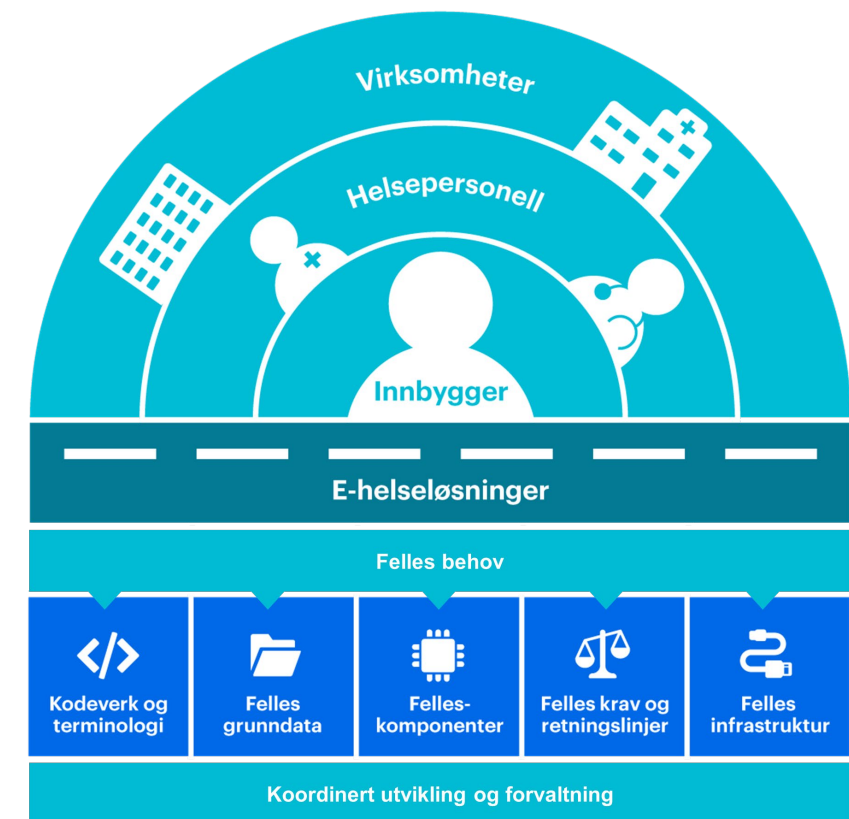 Virksomheter
Helsepersonell
Innbygger
E-helseløsninger
Felles behov
Kodeverk og
terminologi
Felles
grunndata
Felles-
komponenter
Felles krav og
retningslinjer
Felles
infrastruktur
Koordinert utvikling og forvaltning